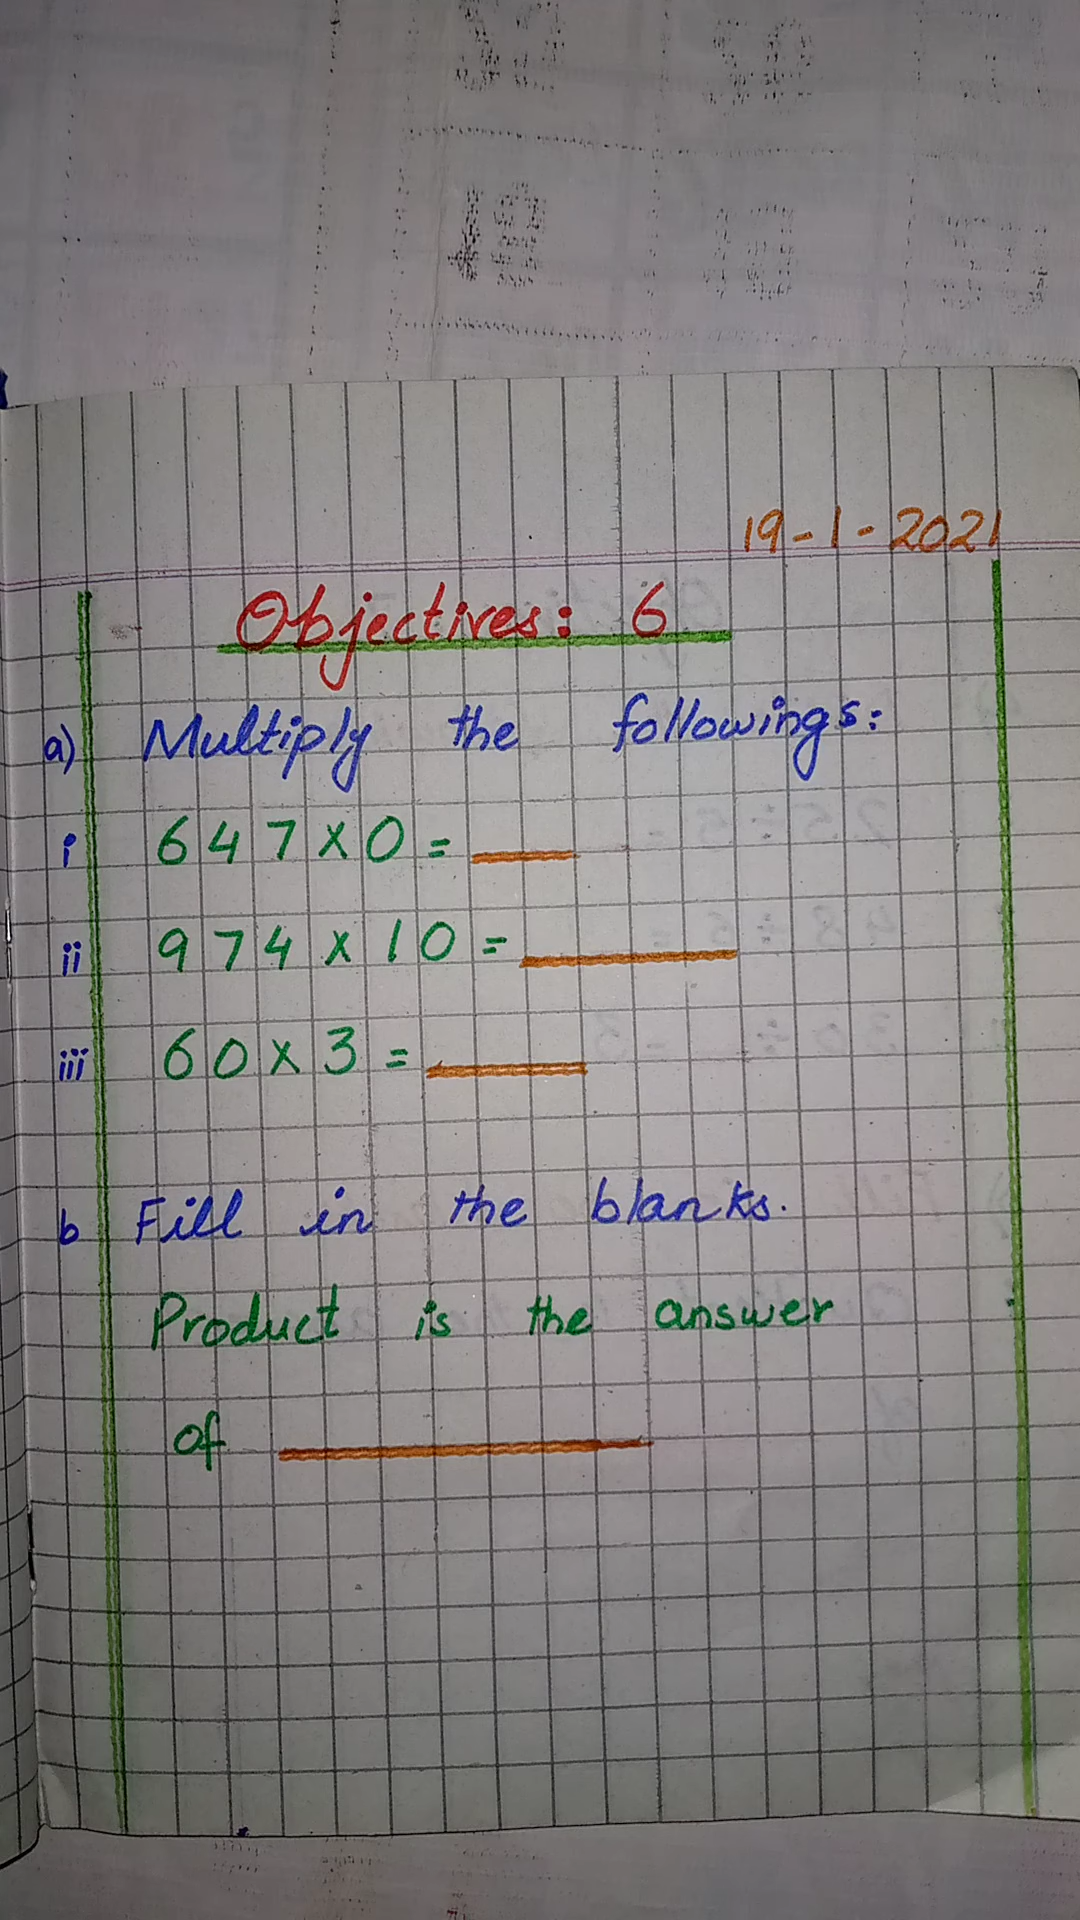 19-1-2021
Objectives: 6
a) Multiply the followings:
i 647×0=
ii 974×10=
iii 60×3=
b Fill in the blanks.
Product is the answer
of